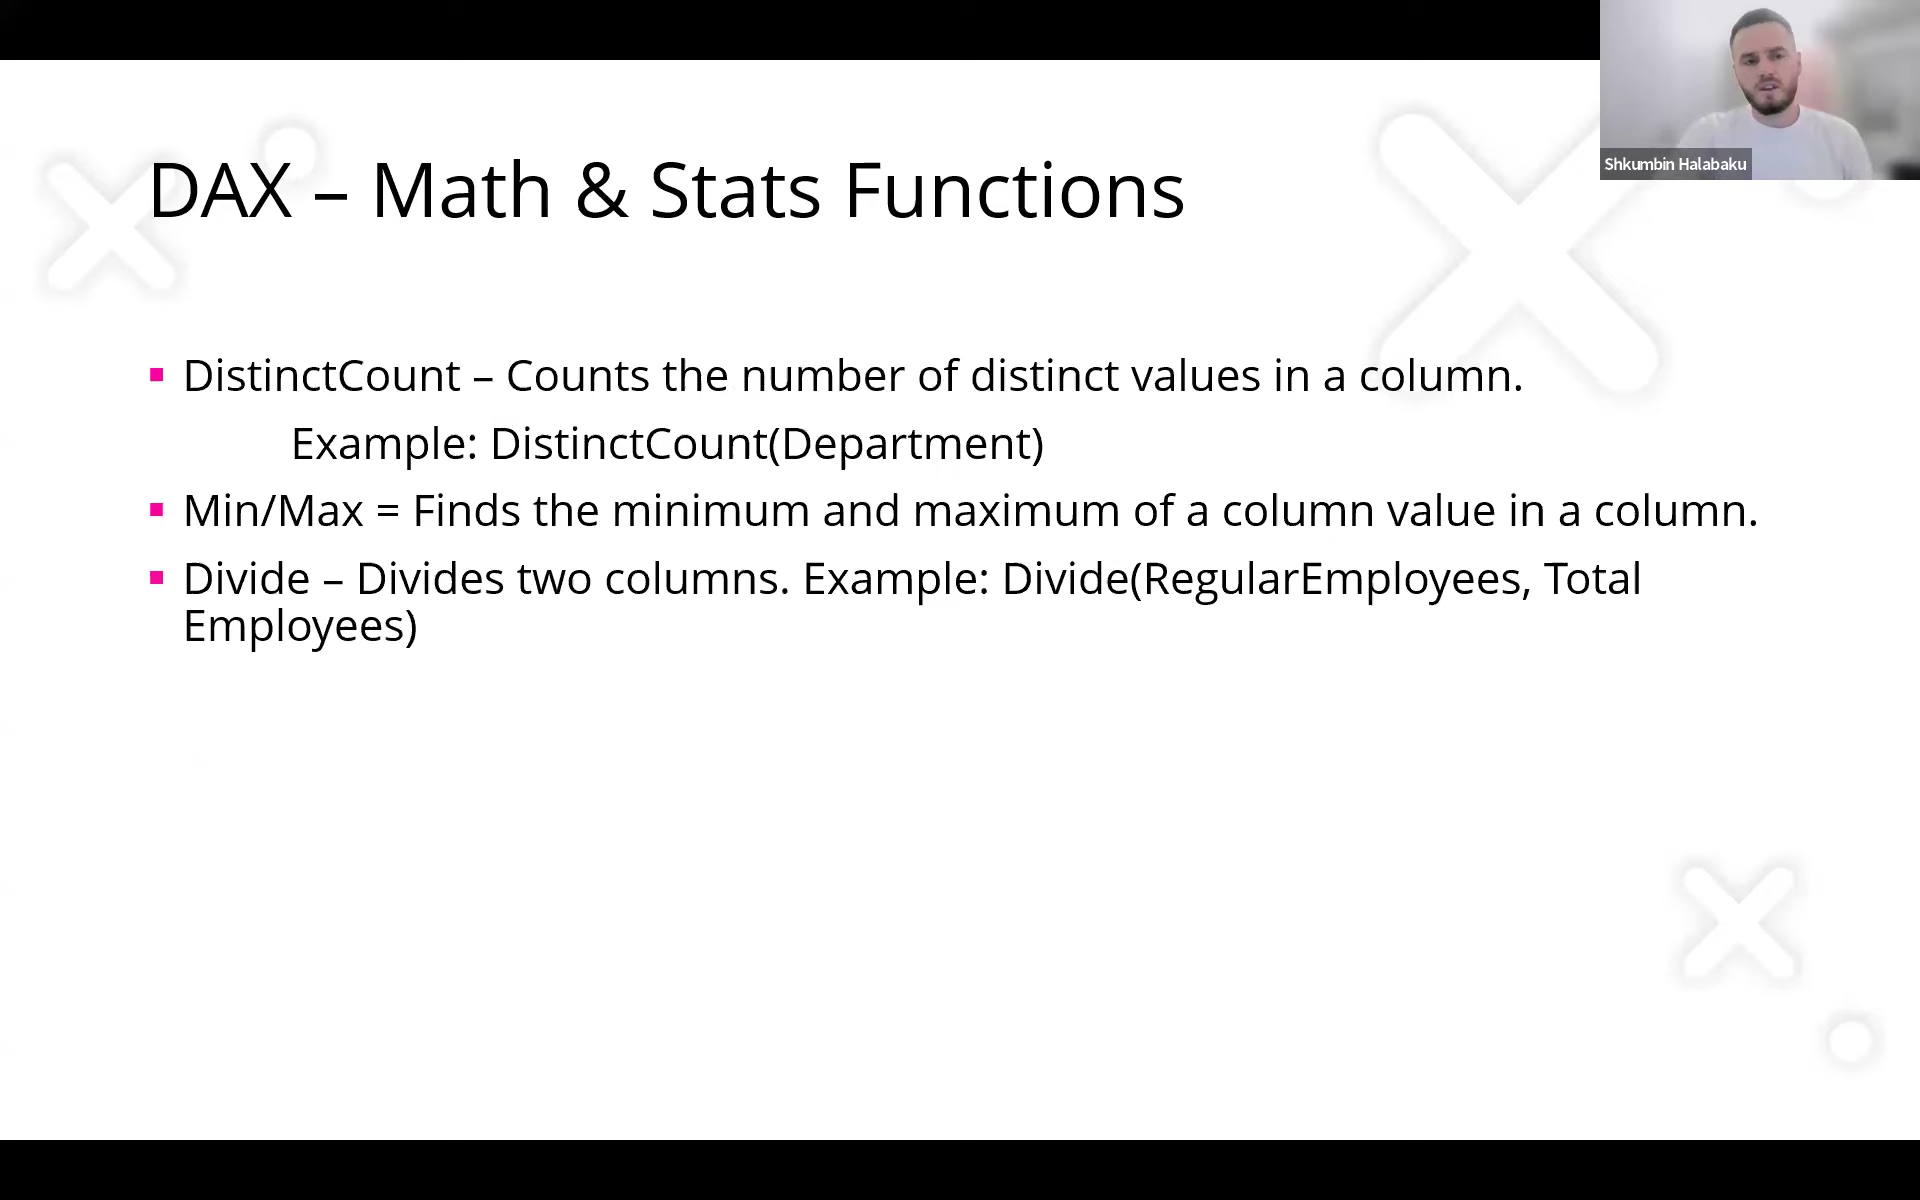 Shkumbin Halabaku
DAX – Math & Stats Functions
▪ DistinctCount – Counts the number of distinct values in a column.
Example: DistinctCount(Department)
▪ Min/Max = Finds the minimum and maximum of a column value in a column.
▪ Divide – Divides two columns. Example: Divide(RegularEmployees, Total
Employees)